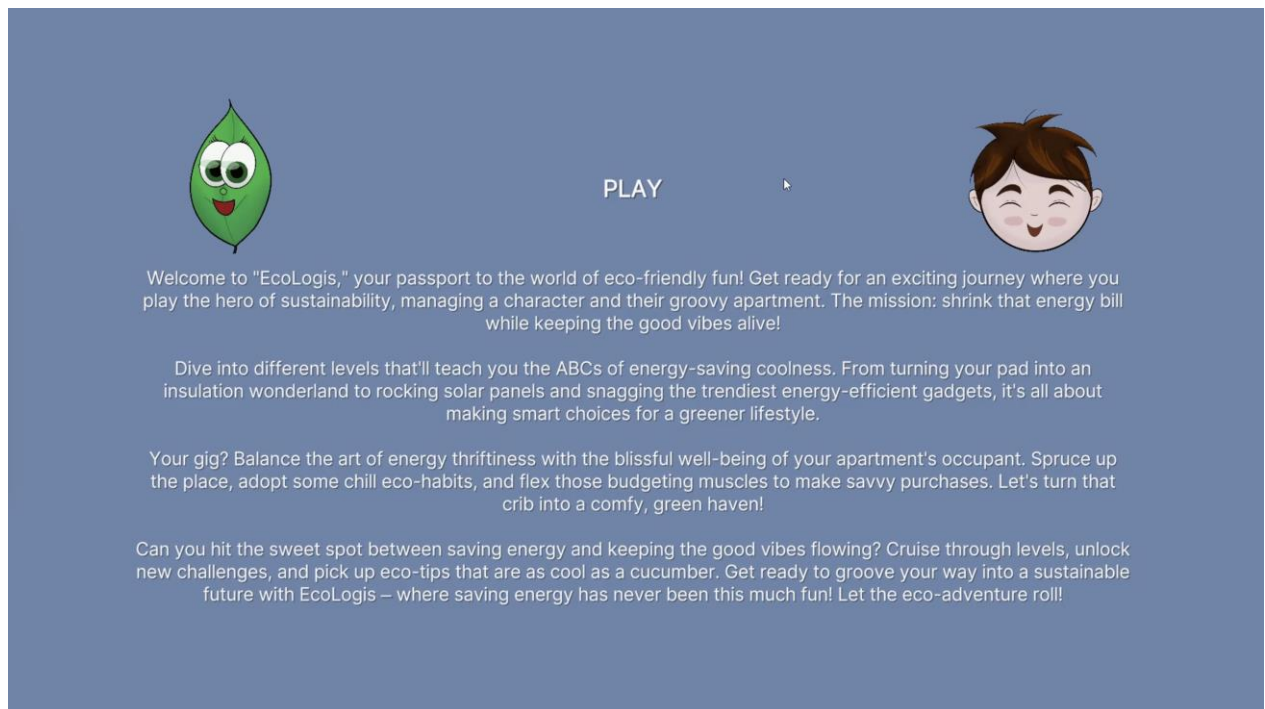 PLAY
Welcome to "EcoLogis," your passport to the world of eco-friendly fun! Get ready for an exciting journey where you
play the hero of sustainability, managing a character and their groovy apartment. The mission: shrink that energy bill
while keeping the good vibes alive!
Dive into different levels that'll teach you the ABCs of energy-saving coolness. From turning your pad into an
insulation wonderland to rocking solar panels and snagging the trendiest energy-efficient gadgets, it's all about
making smart choices for a greener lifestyle.
Your gig? Balance the art of energy thriftiness with the blissful well-being of your apartment's occupant. Spruce up
the place, adopt some chill eco-habits, and flex those budgeting muscles to make savvy purchases. Let's turn that
crib into a comfy, green haven!
Can you hit the sweet spot between saving energy and keeping the good vibes flowing? Cruise through levels, unlock
new challenges, and pick up eco-tips that are as cool as a cucumber. Get ready to groove your way into a sustainable
future with EcoLogis – where saving energy has never been this much fun! Let the eco-adventure roll!